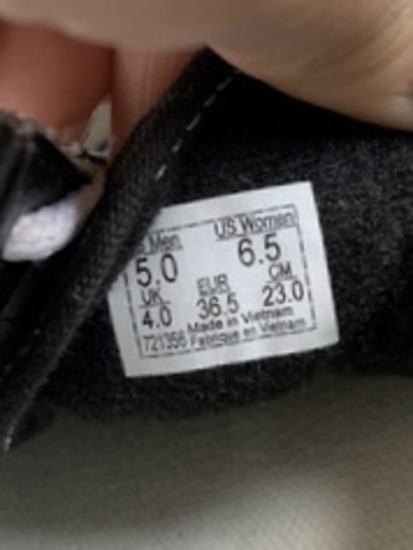 Men US Women
5.0 6.5
UK EUR CM
4.0 36.5 23.0
Made in Vietnam
721356 Fabriqué en Vietnam